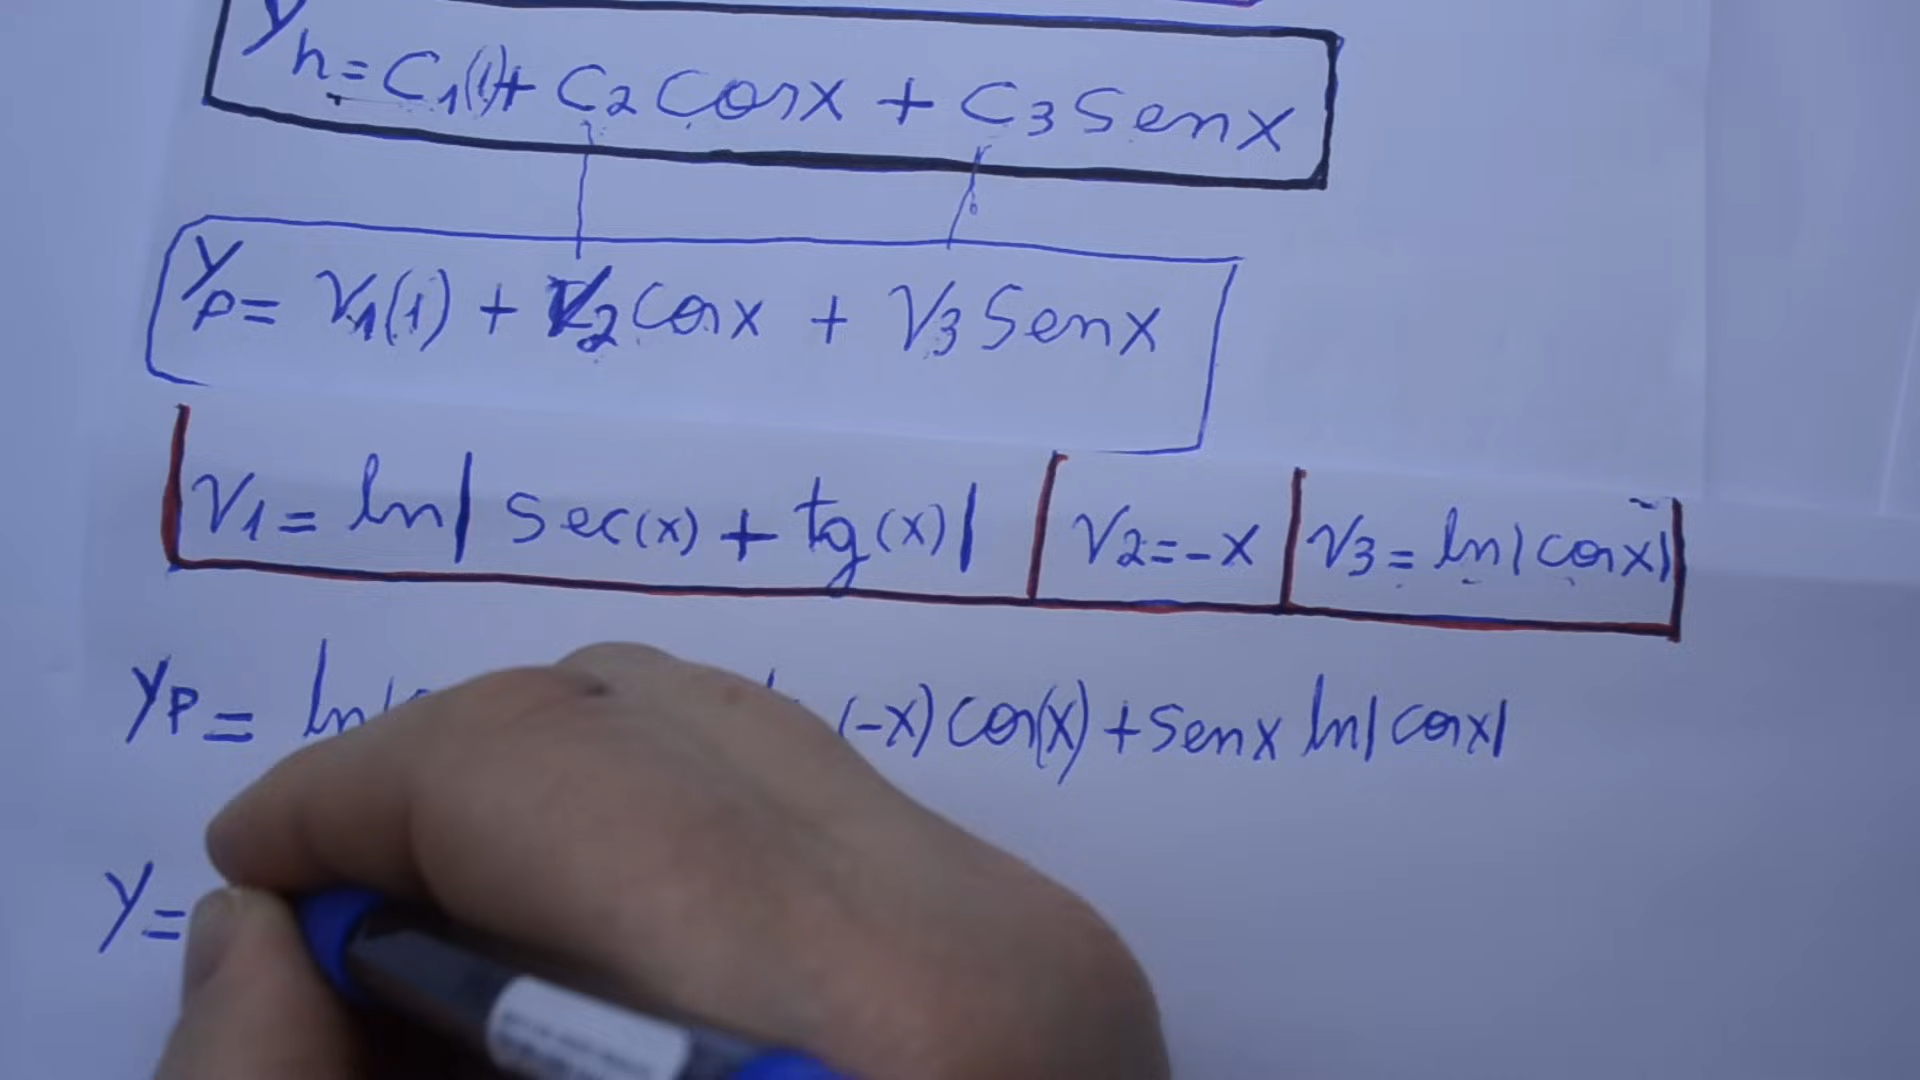 yh = C1(1) + C2 Cosx + C3 Senx
yp = V1(1) + V2 Cosx + V3 Senx
V1 = ln| Sec(x) + tg(x)| V2 = -x V3 = ln|cosx|
yp = ln| (-x) cos(x) + Senx ln|cosx|
y =